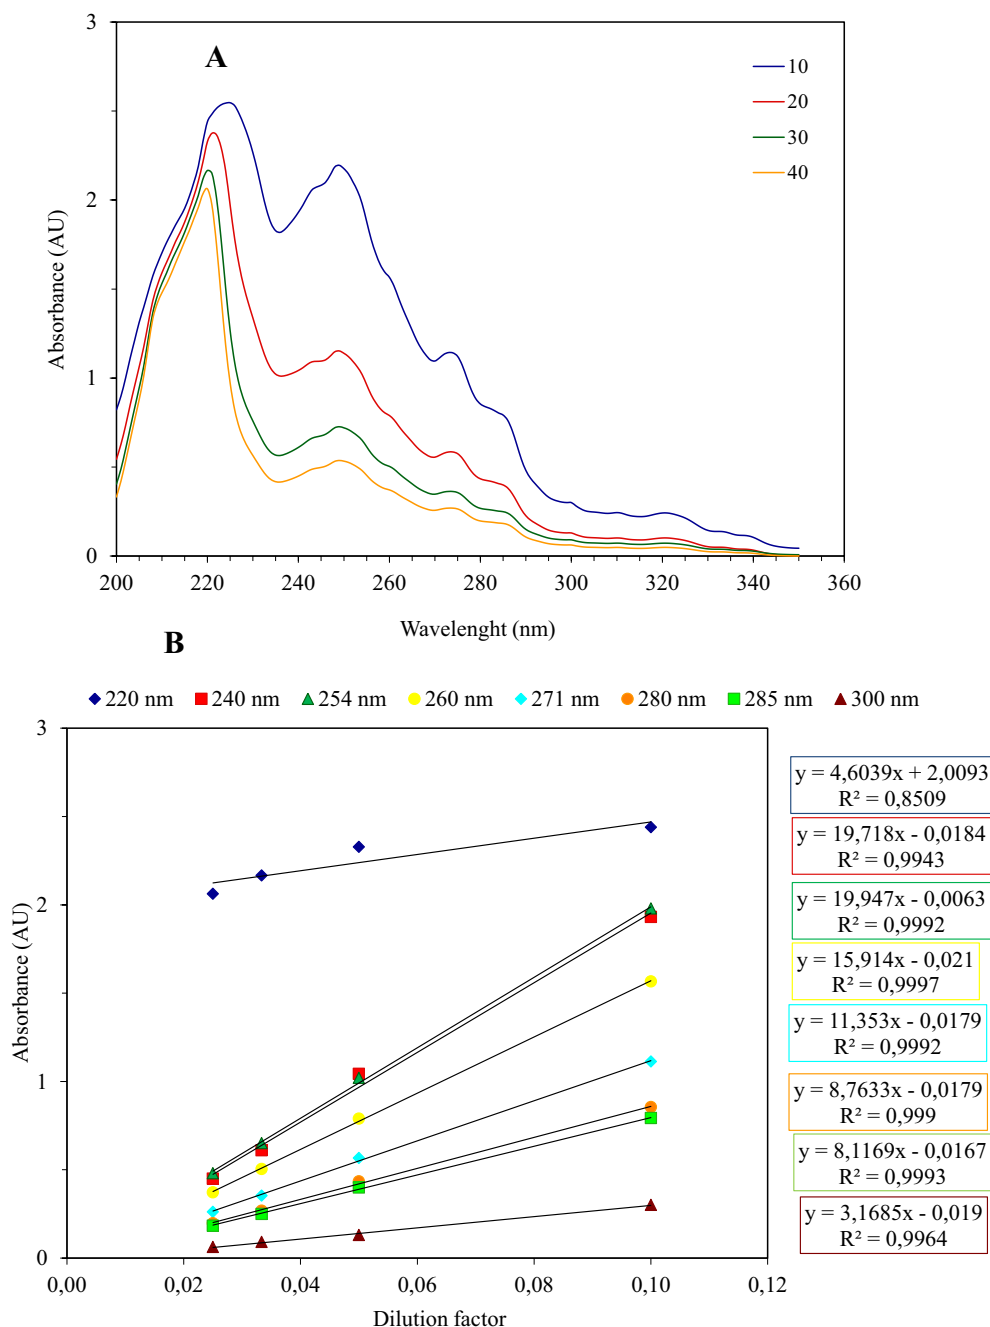 A
3
2
1
0
Absorbance (AU)
10
20
30
40
200 220 240 260 280 300 320 340 360
Wavelenght (nm)
B
220 nm 240 nm 254 nm 260 nm 271 nm 280 nm 285 nm 300 nm
3
2
1
0
Absorbance (AU)
y = 4,6039x + 2,0093
R² = 0,8509
y = 19,718x - 0,0184
R² = 0,9943
y = 19,947x - 0,0063
R² = 0,9992
y = 15,914x - 0,021
R² = 0,9997
y = 11,353x - 0,0179
R² = 0,9992
y = 8,7633x - 0,0179
R² = 0,999
y = 8,1169x - 0,0167
R² = 0,9993
y = 3,1685x - 0,019
R² = 0,9964
0,00 0,02 0,04 0,06 0,08 0,10 0,12
Dilution factor